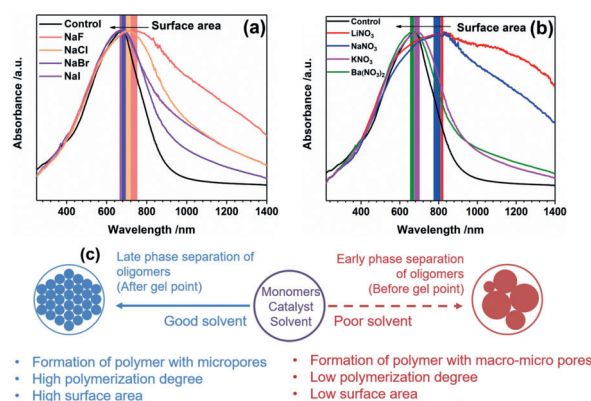 (a)
Surface area
Control
NaF
NaCl
NaBr
NaI
Absorbance /a.u.
400 600 800 1000 1200 1400
Wavelength /nm
(b)
Surface area
Control
LiNO3
NaNO3
KNO3
Ba(NO3)2
Absorbance /a.u.
400 600 800 1000 1200 1400
Wavelength /nm
(c)
Late phase separation of
oligomers
(After gel point)
Good solvent
Monomers
Catalyst
Solvent
Early phase separation
of oligomers
(Before gel point)
Poor solvent
• Formation of polymer with micropores
• High polymerization degree
• High surface area
• Formation of polymer with macro-micro pores
• Low polymerization degree
• Low surface area